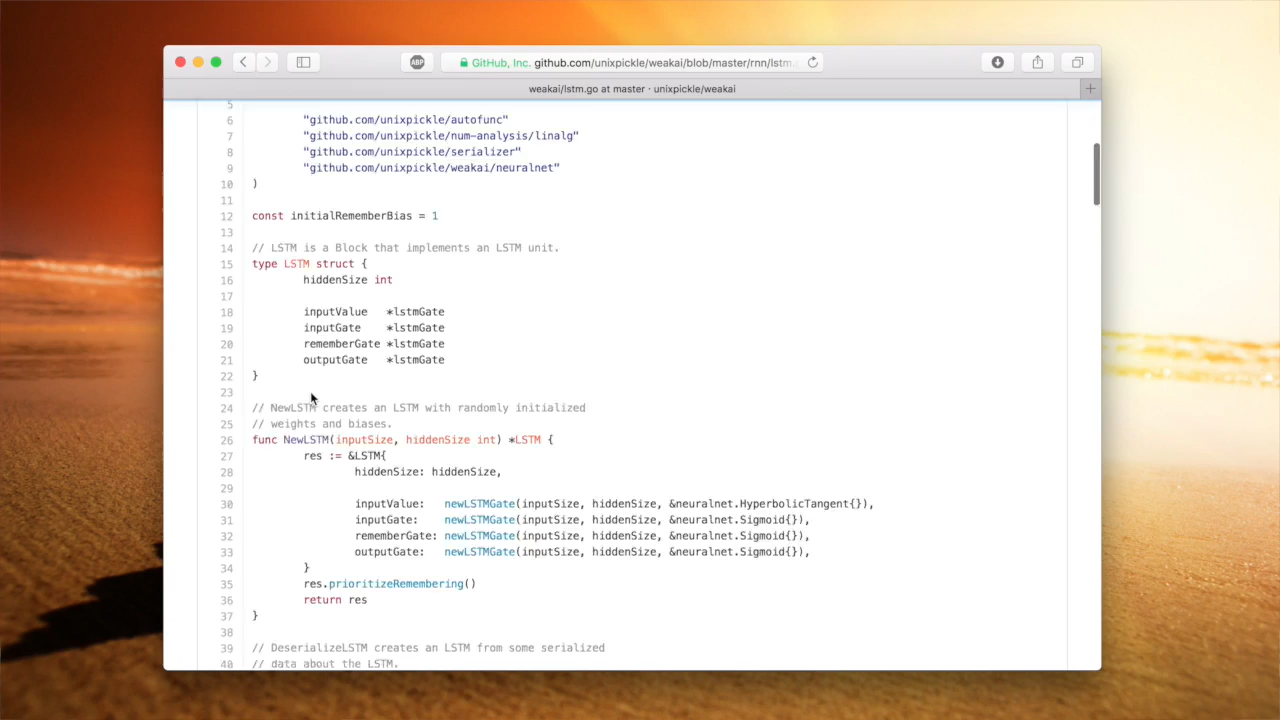 ABP
GitHub, Inc. github.com/unixpickle/weakai/blob/master/rnn/lstm.
weakai/lstm.go at master · unixpickle/weakai
5
6 "github.com/unixpickle/autofunc"
7 "github.com/unixpickle/num-analysis/linalg"
8 "github.com/unixpickle/serializer"
9 "github.com/unixpickle/weakai/neuralnet"
10 )
11
12 const initialRememberBias = 1
13
14 // LSTM is a Block that implements an LSTM unit.
15 type LSTM struct {
16 hiddenSize int
17
18 inputValue *lstmGate
19 inputGate *lstmGate
20 rememberGate *lstmGate
21 outputGate *lstmGate
22 }
23
24 // NewLSTM creates an LSTM with randomly initialized
25 // weights and biases.
26 func NewLSTM(inputSize, hiddenSize int) *LSTM {
27 res := &LSTM{
28 hiddenSize: hiddenSize,
29
30 inputValue: newLSTMGate(inputSize, hiddenSize, &neuralnet.HyperbolicTangent{}),
31 inputGate: newLSTMGate(inputSize, hiddenSize, &neuralnet.Sigmoid{}),
32 rememberGate: newLSTMGate(inputSize, hiddenSize, &neuralnet.Sigmoid{}),
33 outputGate: newLSTMGate(inputSize, hiddenSize, &neuralnet.Sigmoid{}),
34 }
35 res.prioritizeRemembering()
36 return res
37 }
38
39 // DeserializeLSTM creates an LSTM from some serialized
40 // data about the LSTM.